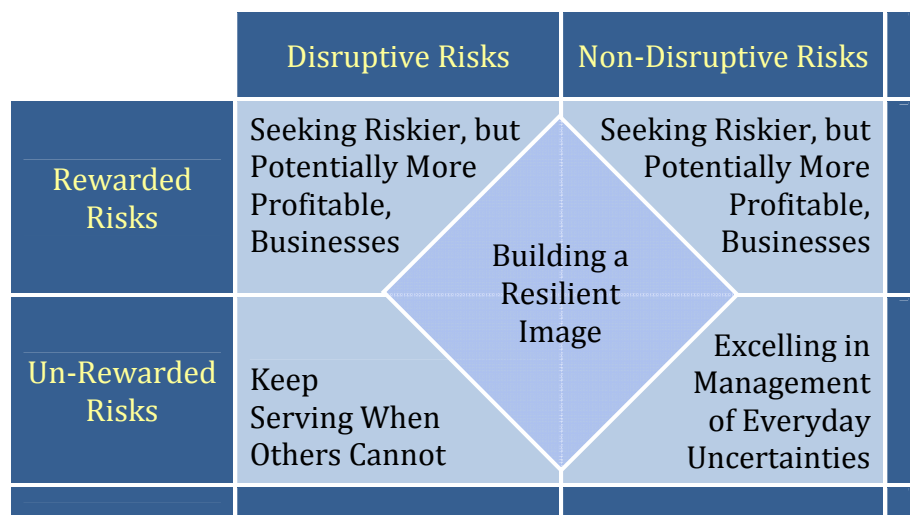 Disruptive Risks
Non-Disruptive Risks
Rewarded
Risks
Seeking Riskier, but
Potentially More
Profitable,
Businesses
Seeking Riskier, but
Potentially More
Profitable,
Businesses
Building a
Resilient
Image
Un-Rewarded
Risks
Keep
Serving When
Others Cannot
Excelling in
Management
of Everyday
Uncertainties